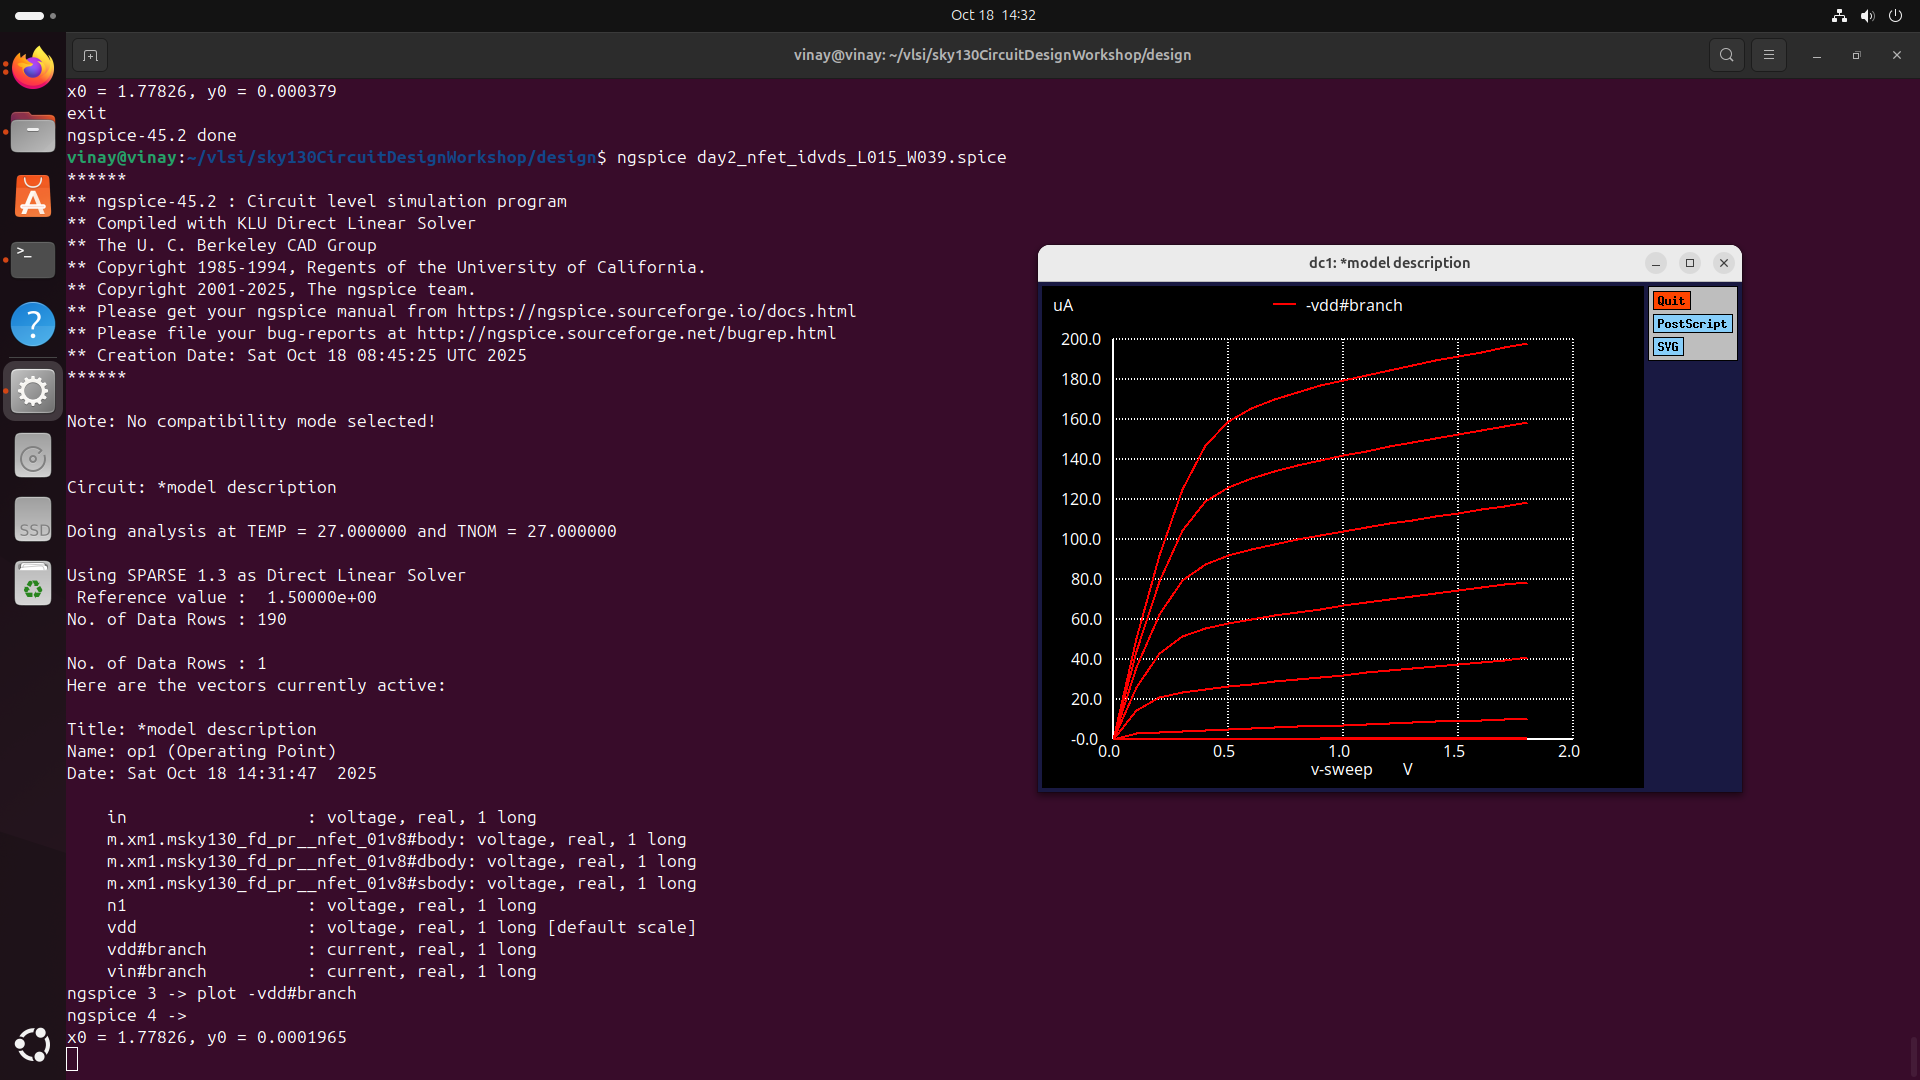 Oct 18 14:32
vinay@vinay: ~/vlsi/sky130CircuitDesignWorkshop/design
x0 = 1.77826, y0 = 0.000379
exit
ngspice-45.2 done
vinay@vinay:~/vlsi/sky130CircuitDesignWorkshop/design$ ngspice day2_nfet_idvds_L015_W039.spice
******
** ngspice-45.2 : Circuit level simulation program
** Compiled with KLU Direct Linear Solver
** The U. C. Berkeley CAD Group
** Copyright 1985-1994, Regents of the University of California.
** Copyright 2001-2025, The ngspice team.
** Please get your ngspice manual from https://ngspice.sourceforge.io/docs.html
** Please file your bug-reports at http://ngspice.sourceforge.net/bugrep.html
** Creation Date: Sat Oct 18 08:45:25 UTC 2025
******
Note: No compatibility mode selected!
Circuit: *model description
Doing analysis at TEMP = 27.000000 and TNOM = 27.000000
Using SPARSE 1.3 as Direct Linear Solver
Reference value : 1.50000e+00
No. of Data Rows : 190
No. of Data Rows : 1
Here are the vectors currently active:
Title: *model description
Name: op1 (Operating Point)
Date: Sat Oct 18 14:31:47 2025
in : voltage, real, 1 long
m.xm1.msky130_fd_pr__nfet_01v8#body: voltage, real, 1 long
m.xm1.msky130_fd_pr__nfet_01v8#dbody: voltage, real, 1 long
m.xm1.msky130_fd_pr__nfet_01v8#sbody: voltage, real, 1 long
n1 : voltage, real, 1 long
vdd : voltage, real, 1 long [default scale]
vdd#branch : current, real, 1 long
vin#branch : current, real, 1 long
ngspice 3 -> plot -vdd#branch
ngspice 4 ->
x0 = 1.77826, y0 = 0.0001965
dc1: *model description
uA
-vdd#branch
200.0
180.0
160.0
140.0
120.0
100.0
80.0
60.0
40.0
20.0
-0.0
0.0 0.5 1.0 1.5 2.0
v-sweep V
Quit
PostScript
SVG
>_
?
SSD